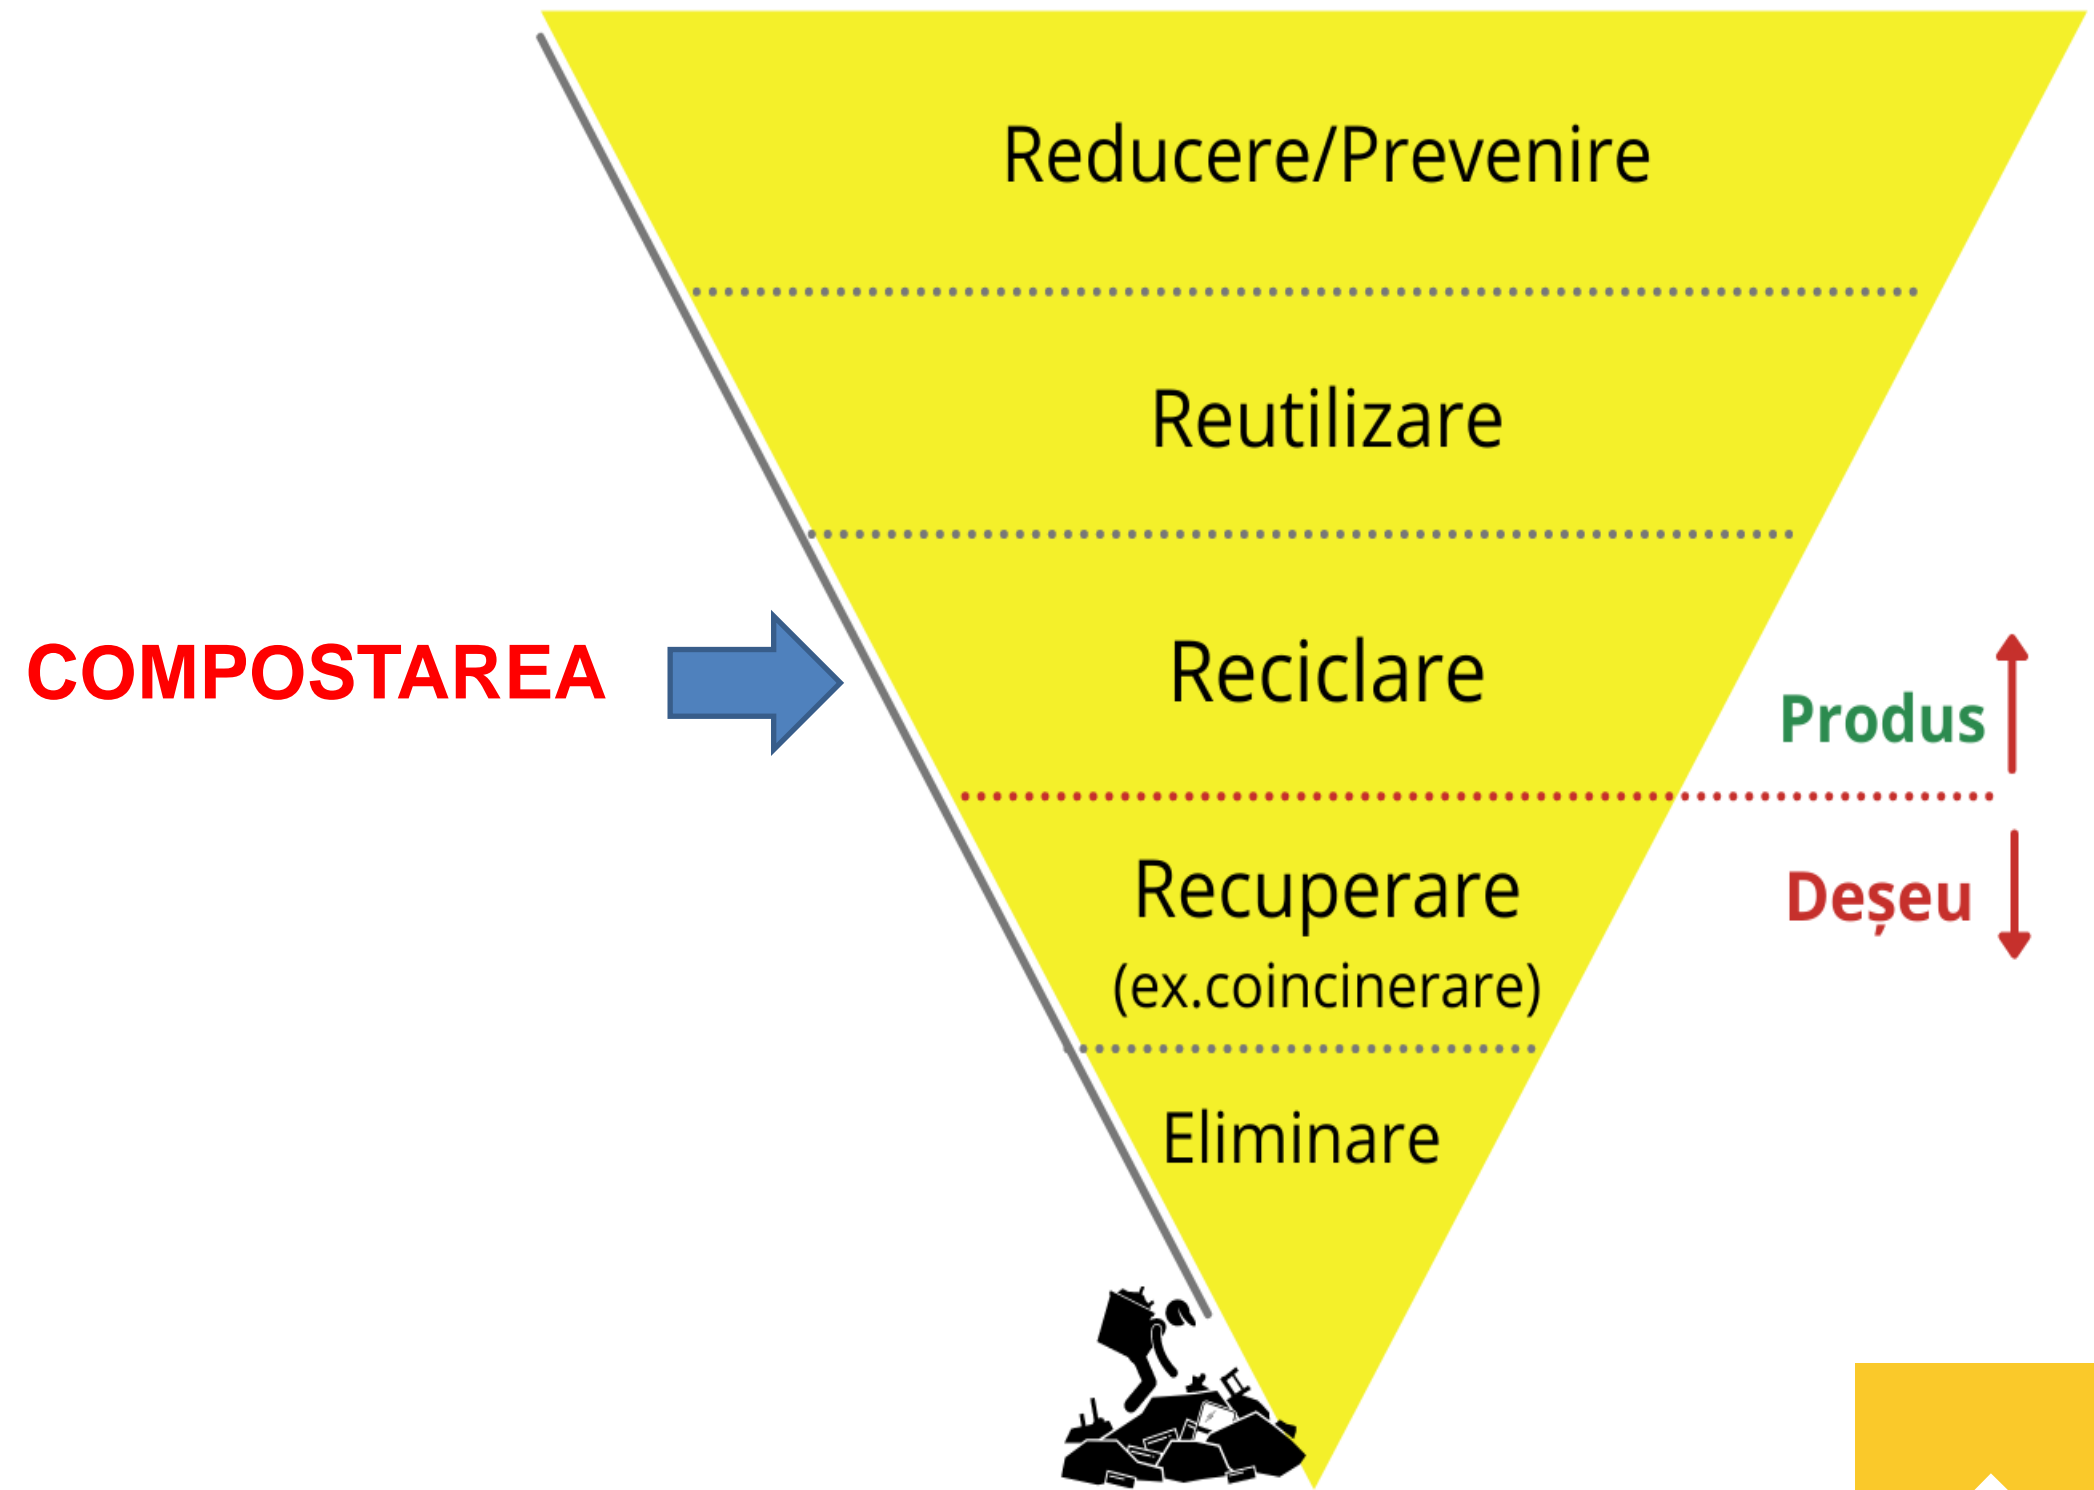 Reducere/Prevenire
Reutilizare
COMPOSTAREA
Reciclare
Produs
Recuperare
(ex.coincinerare)
Deșeu
Eliminare